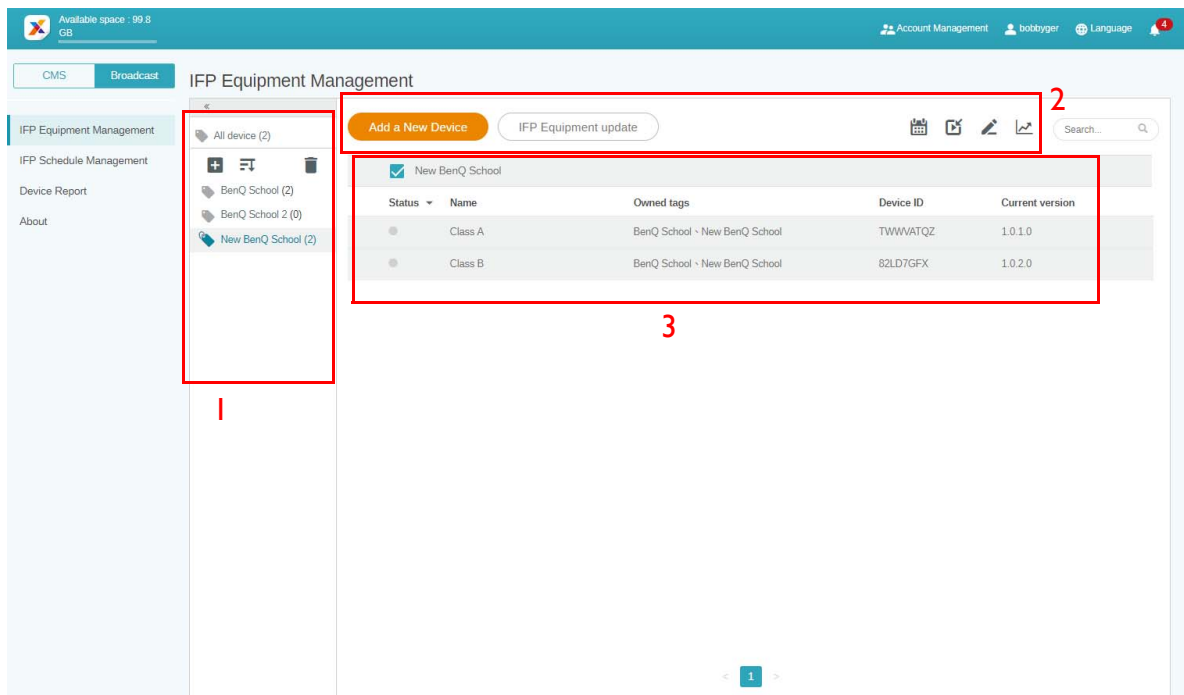 Available space : 99.8
GB
Account Management
bobbyger
Language
4
CMS
Broadcast
IFP Equipment Management
IFP Schedule Management
Device Report
About
IFP Equipment Management
«
All device (2)
BenQ School (2)
BenQ School 2 (0)
New BenQ School (2)
1
Add a New Device
IFP Equipment update
Search...
2
New BenQ School
Status Name Owned tags Device ID Current version
Class A BenQ School、New BenQ School TWWVATQZ 1.0.1.0
Class B BenQ School、New BenQ School 82LD7GFX 1.0.2.0
3
< 1 >